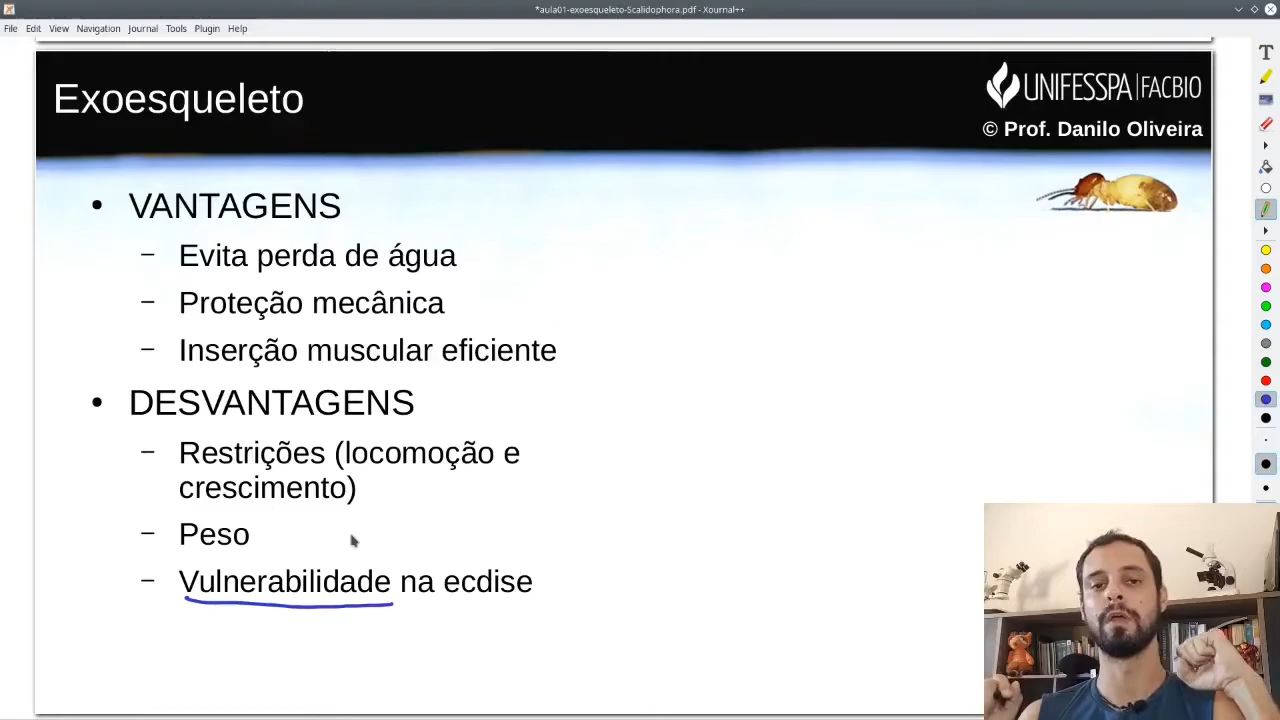 *aula01-exoesqueleto-Scalidophora.pdf - Xournal++
File Edit View Navigation Journal Tools Plugin Help
Exoesqueleto
UNIFESSPA|FACBIO
© Prof. Danilo Oliveira
• VANTAGENS
– Evita perda de água
– Proteção mecânica
– Inserção muscular eficiente
• DESVANTAGENS
– Restrições (locomoção e
crescimento)
– Peso
– Vulnerabilidade na ecdise